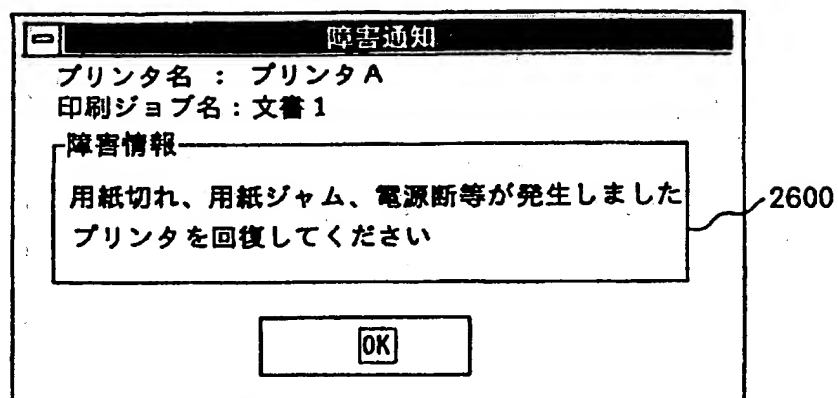 障害通知
プリンタ名 : プリンタA
印刷ジョブ名:文書1
障害情報
用紙切れ、用紙ジャム、電源断等が発生しました
プリンタを回復してください
2600
OK